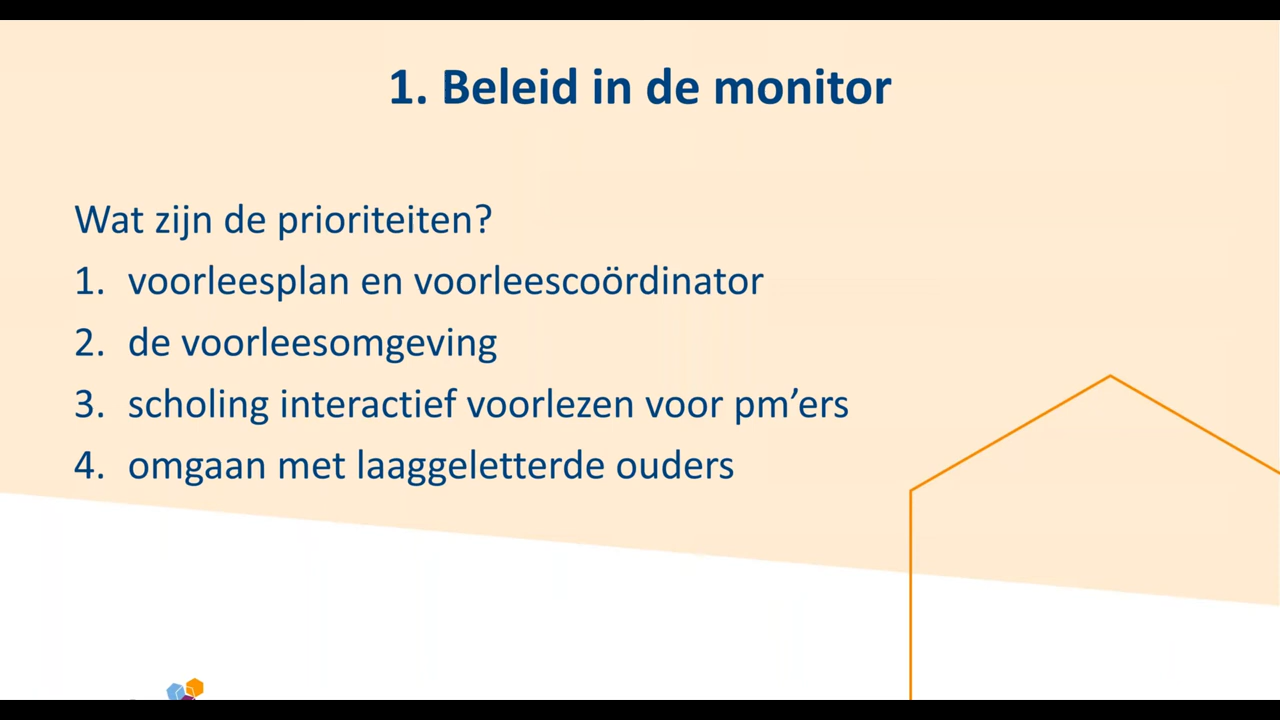 1. Beleid in de monitor
Wat zijn de prioriteiten?
1. voorleesplan en voorleescoördinator
2. de voorleesomgeving
3. scholing interactief voorlezen voor pm’ers
4. omgaan met laaggeletterde ouders